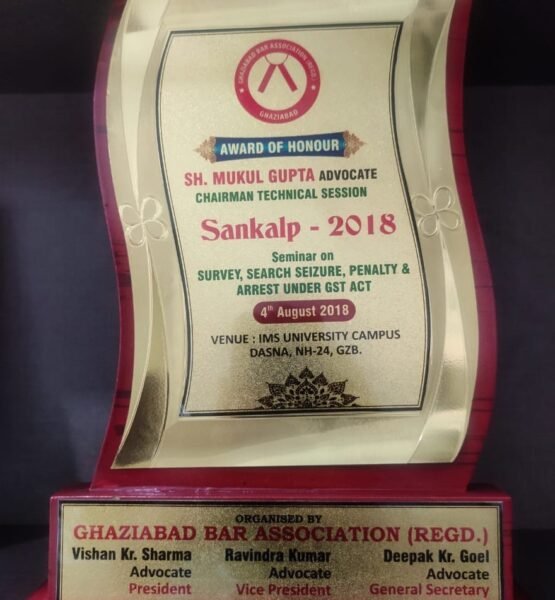 GHAZIABAD BAR ASSOCIATION (REGD.)
GHAZIABAD
AWARD OF HONOUR
SH. MUKUL GUPTA ADVOCATE
CHAIRMAN TECHNICAL SESSION
Sankalp - 2018
Seminar on
SURVEY, SEARCH SEIZURE, PENALTY &
ARREST UNDER GST ACT
4th August 2018
VENUE : IMS UNIVERSITY CAMPUS
DASNA, NH-24, GZB.
ORGANISED BY
GHAZIABAD BAR ASSOCIATION (REGD.)
Vishan Kr. Sharma Ravindra Kumar Deepak Kr. Goel
Advocate Advocate Advocate
President Vice President General Secretary